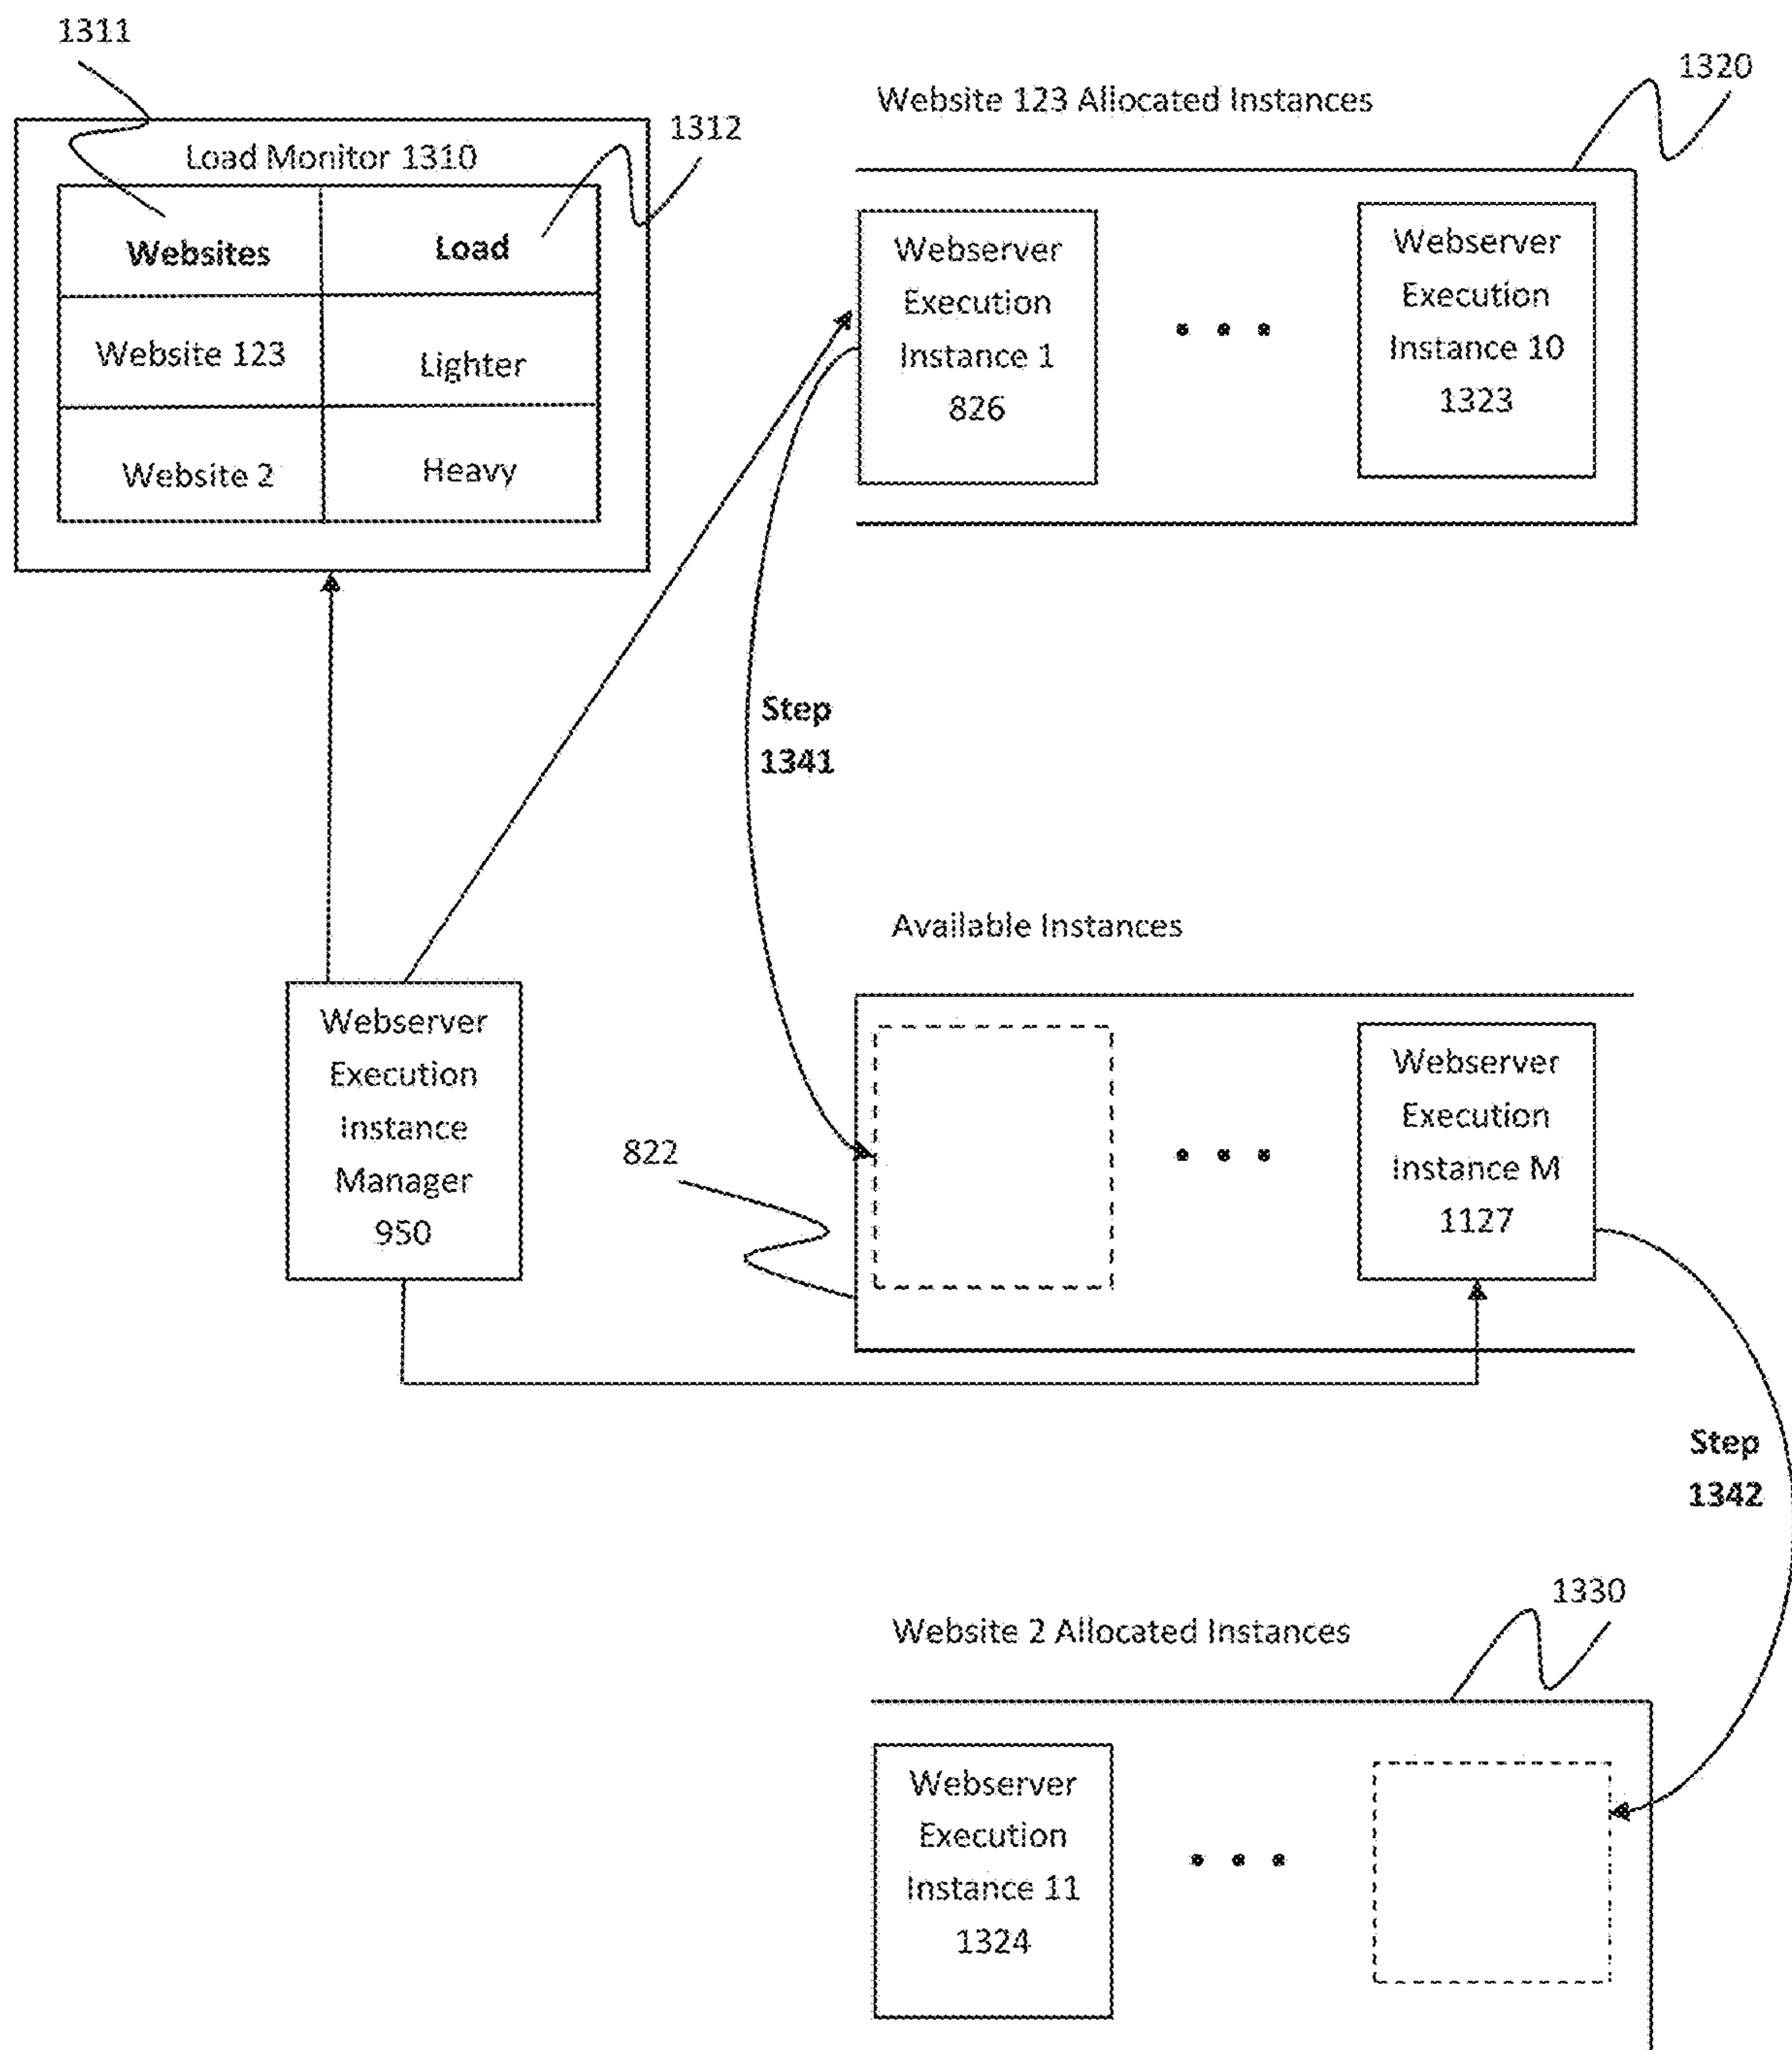 1311
1320
Website 123 Allocated Instances
1312
Load Monitor 1310
Websites
Load
Website 123
Lighter
Website 2
Heavy
Webserver
Execution
Instance 1
826
Webserver
Execution
Instance 10
1323
Step
1341
Available Instances
Webserver
Execution
Instance
Manager
950
822
Webserver
Execution
Instance M
1127
Step
1342
1330
Website 2 Allocated Instances
Webserver
Execution
Instance 11
1324